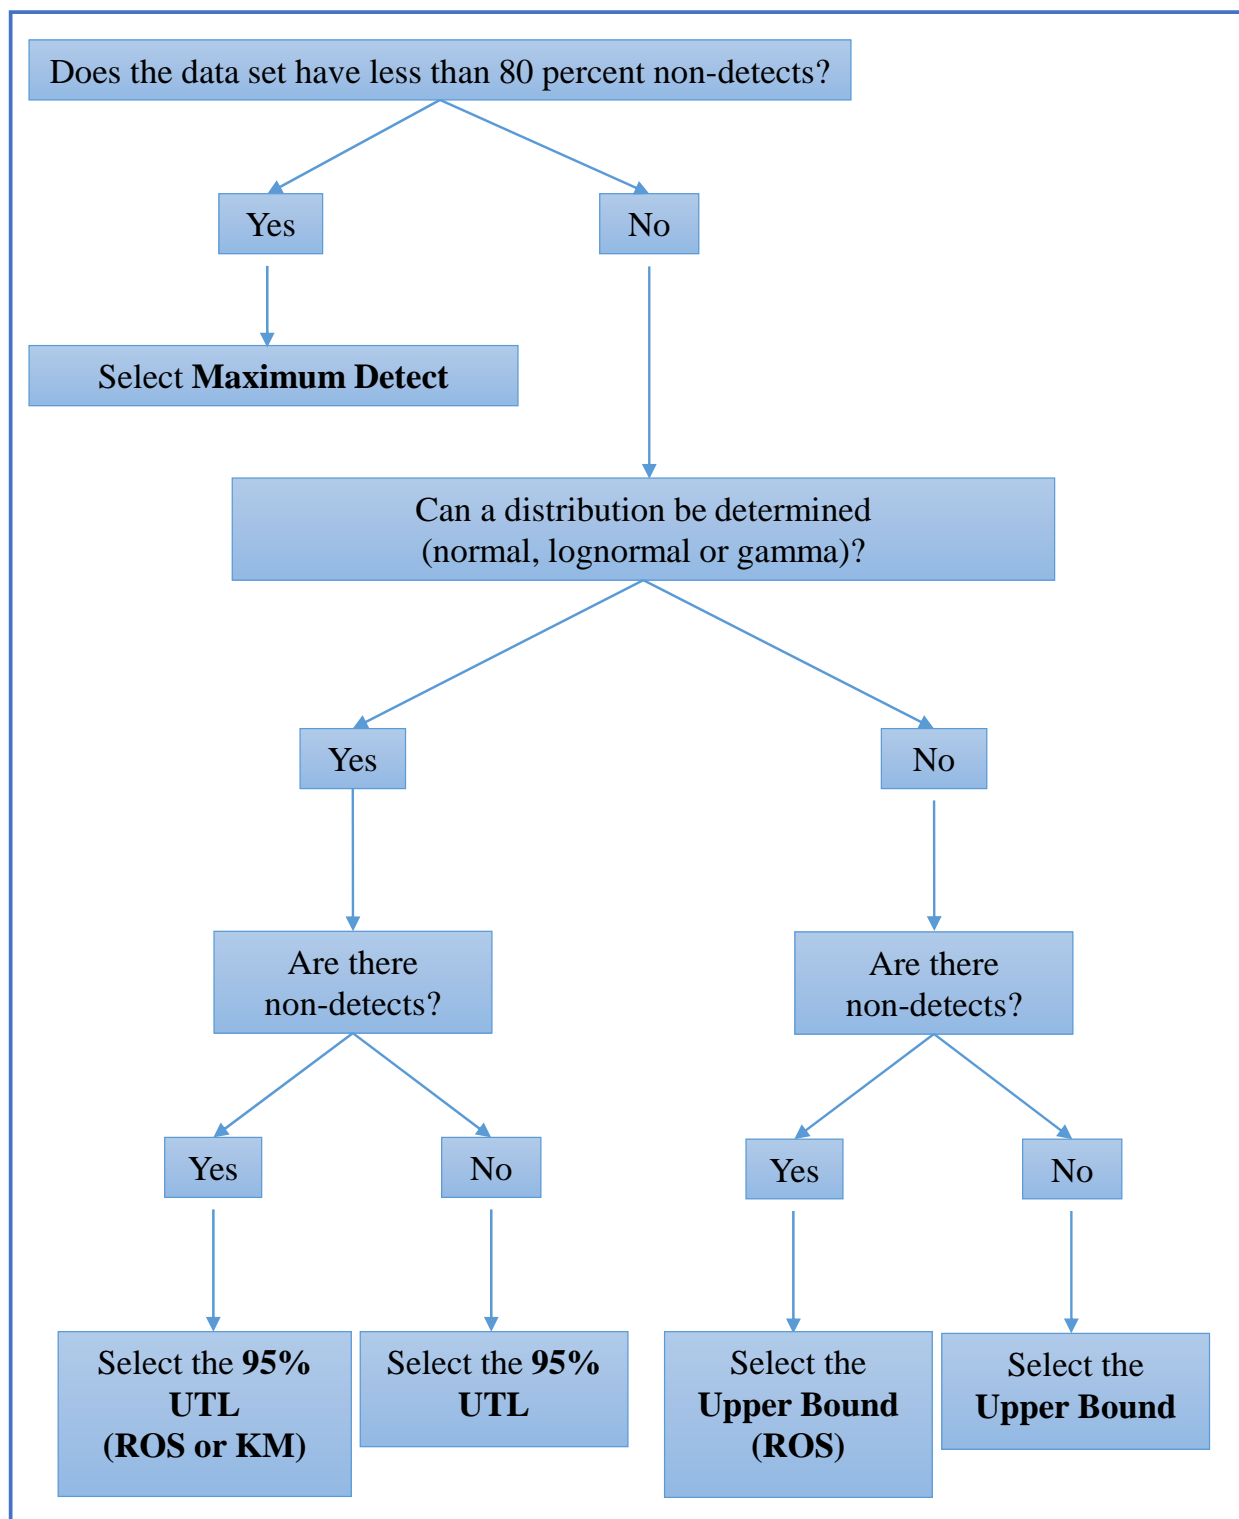 Does the data set have less than 80 percent non-detects?
Yes
No
Select Maximum Detect
Can a distribution be determined
(normal, lognormal or gamma)?
Yes
No
Are there
non-detects?
Are there
non-detects?
Yes
No
Yes
No
Select the 95%
UTL
(ROS or KM)
Select the 95%
UTL
Select the
Upper Bound
(ROS)
Select the
Upper Bound